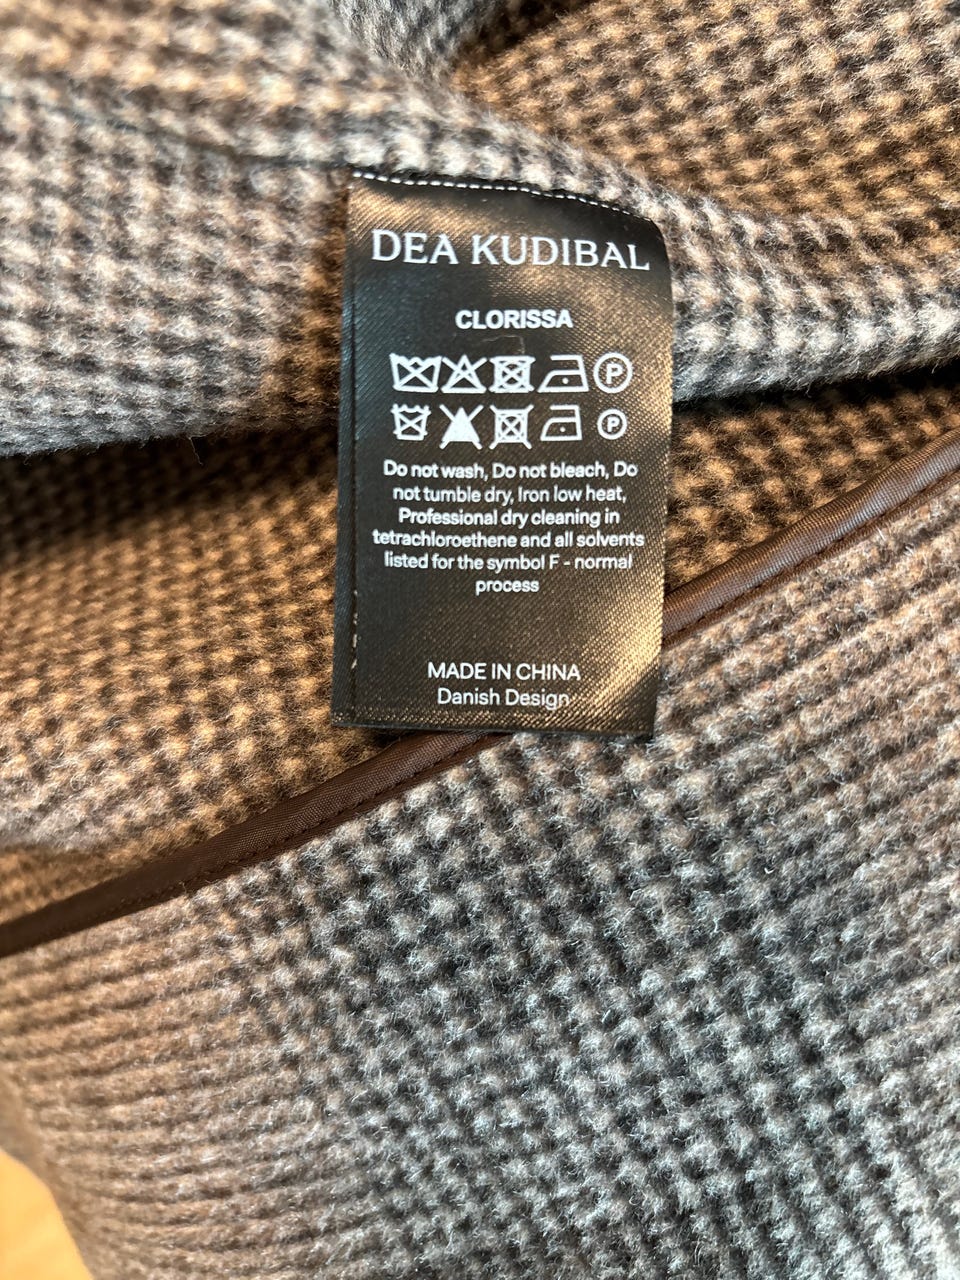 DEA KUDIBAL
CLORISSA
P
P
Do not wash, Do not bleach, Do
not tumble dry, Iron low heat,
Professional dry cleaning in
tetrachloroethene and all solvents
listed for the symbol F - normal
process
MADE IN CHINA
Danish Design